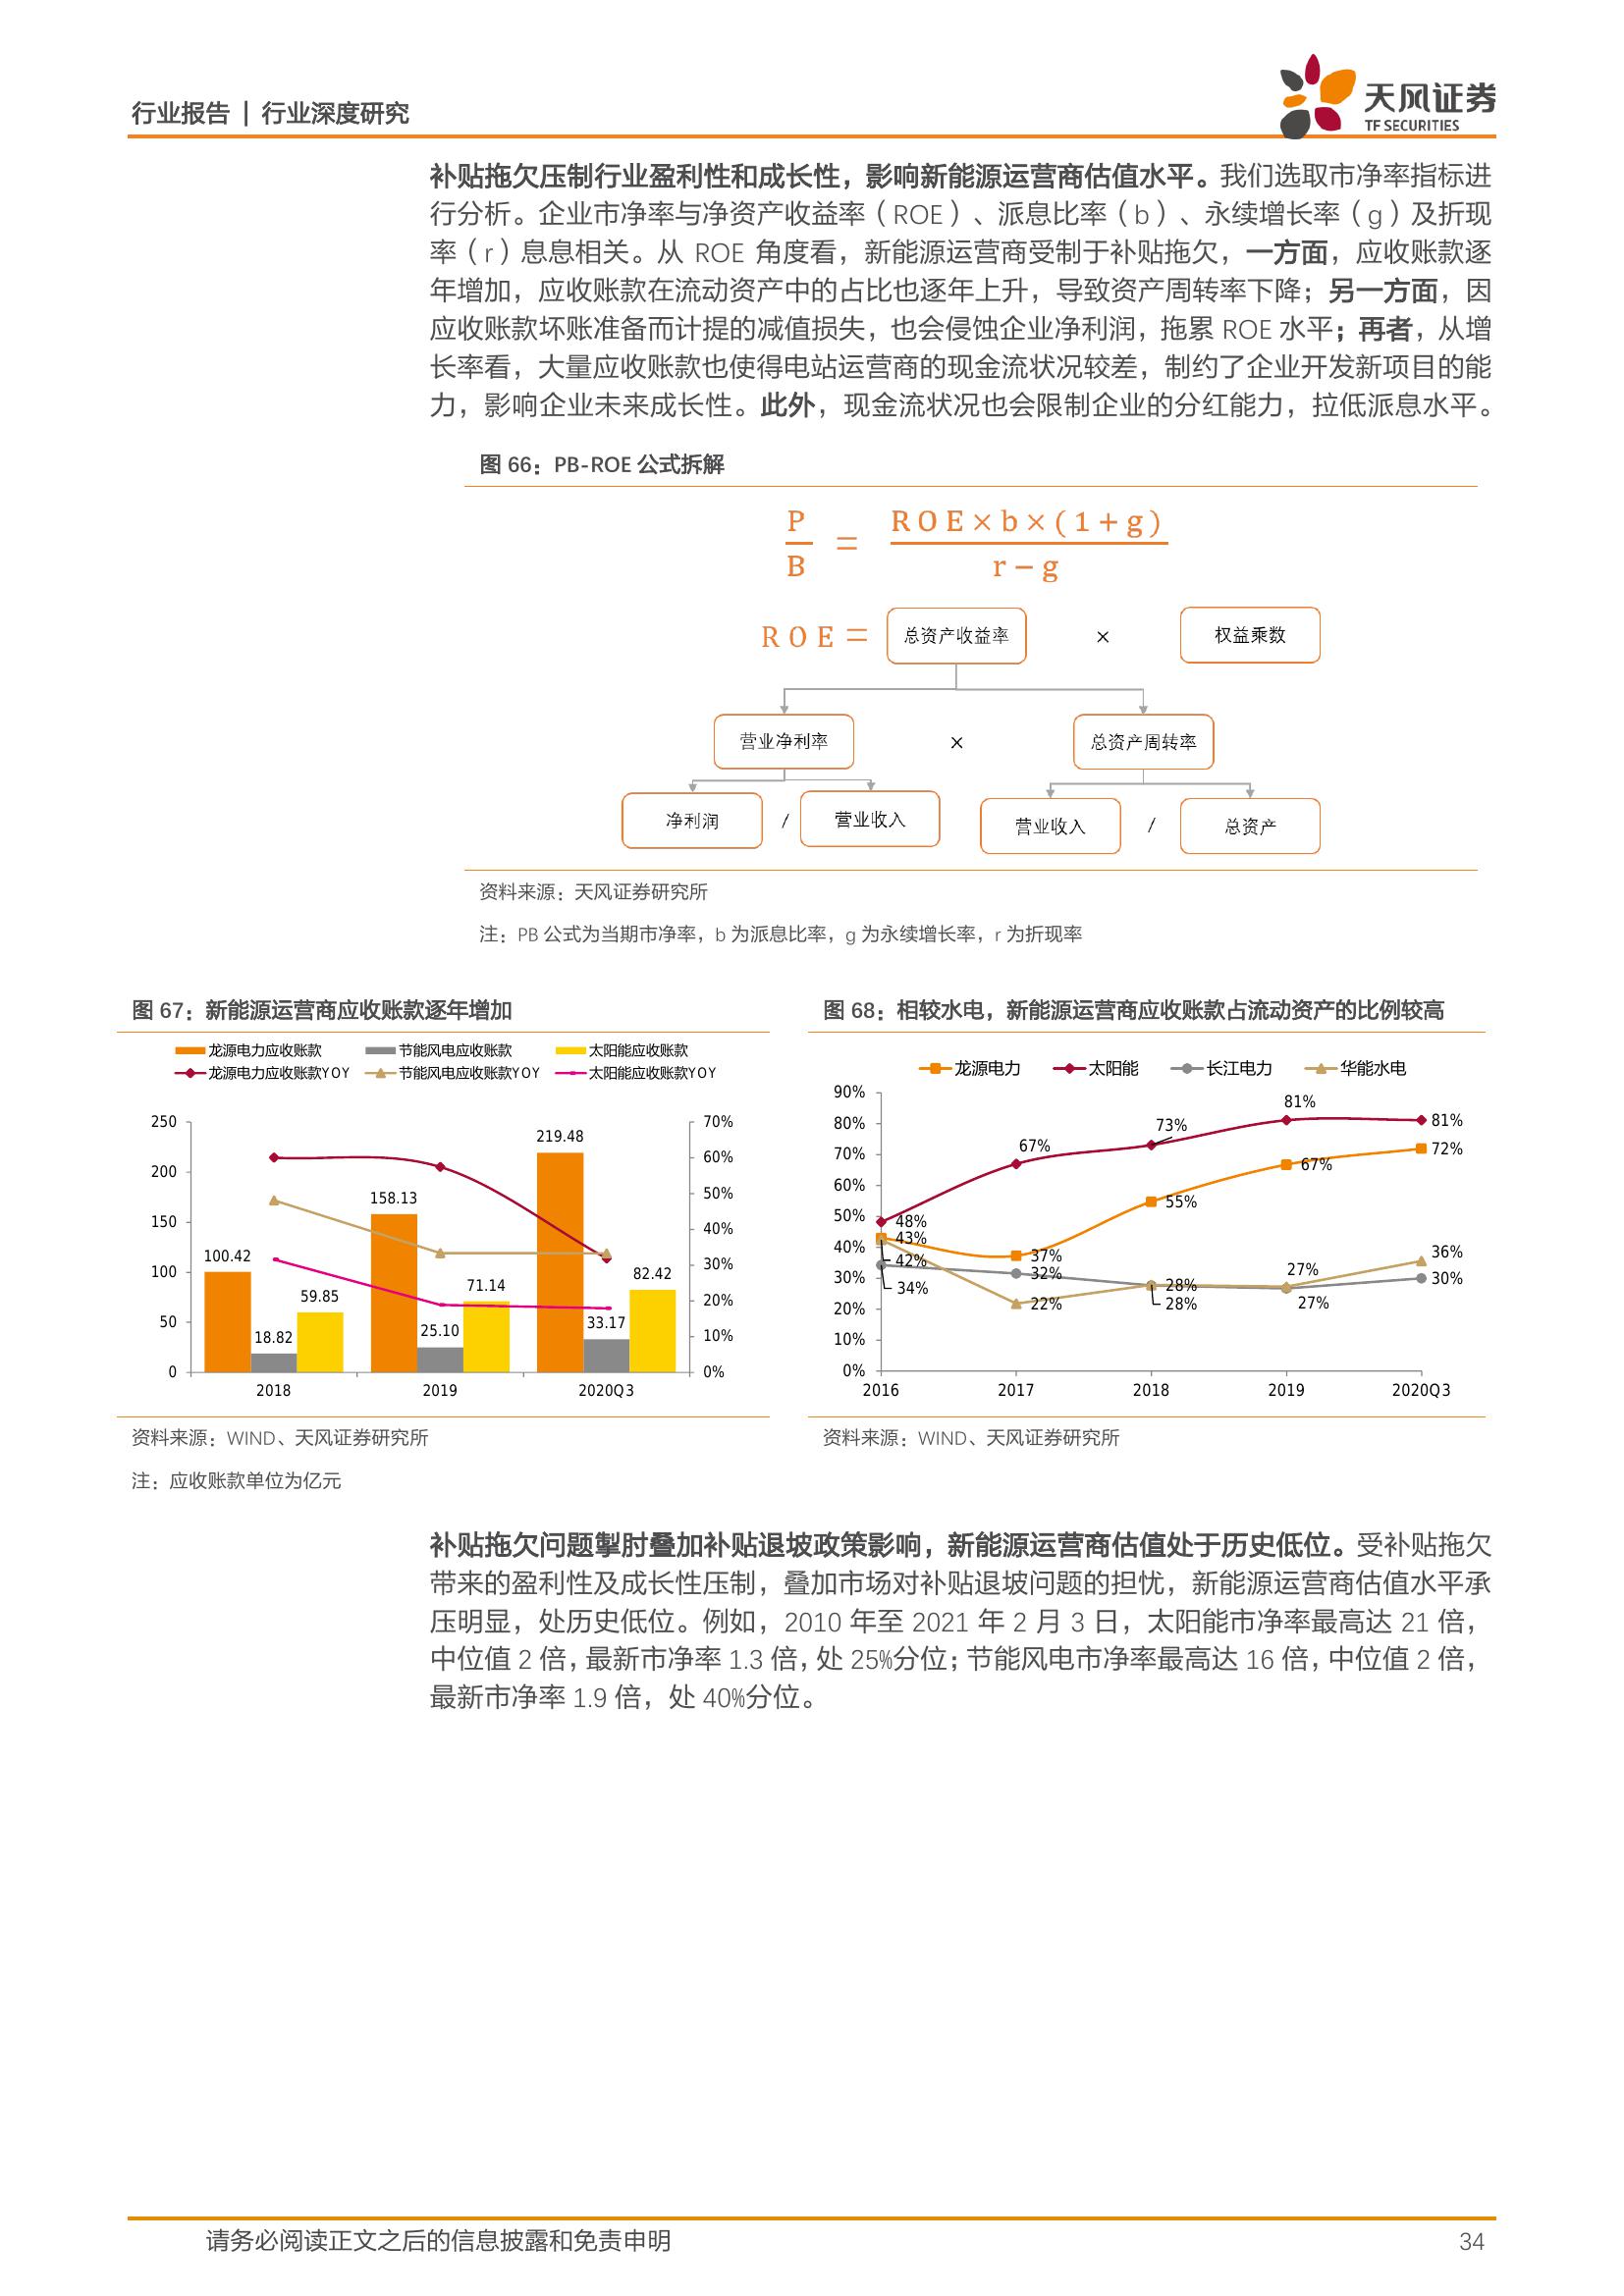 行业报告 | 行业深度研究
天风证券
TF SECURITIES
补贴拖欠压制行业盈利性和成长性，影响新能源运营商估值水平。我们选取市净率指标进
行分析。企业市净率与净资产收益率（ROE）、派息比率（b）、永续增长率（g）及折现
率（r）息息相关。从 ROE 角度看，新能源运营商受制于补贴拖欠，一方面，应收账款逐
年增加，应收账款在流动资产中的占比也逐年上升，导致资产周转率下降；另一方面，因
应收账款坏账准备而计提的减值损失，也会侵蚀企业净利润，拖累 ROE 水平；再者，从增
长率看，大量应收账款也使得电站运营商的现金流状况较差，制约了企业开发新项目的能
力，影响企业未来成长性。此外，现金流状况也会限制企业的分红能力，拉低派息水平。
图 66：PB-ROE 公式拆解
P/B = ROE×b×(1+g)/r−g
ROE= 总资产收益率 × 权益乘数
营业净利率 × 总资产周转率
净利润 / 营业收入 营业收入 / 总资产
资料来源：天风证券研究所
注：PB 公式为当期市净率，b 为派息比率，g 为永续增长率，r 为折现率
图 67：新能源运营商应收账款逐年增加
龙源电力应收账款 节能风电应收账款 太阳能应收账款
龙源电力应收账款YOY 节能风电应收账款YOY 太阳能应收账款YOY
250 70%
60%
200
50%
150 40%
30%
100
20%
50
10%
0 0%
100.42 18.82 59.85
158.13 25.10 71.14
219.48 33.17 82.42
2018 2019 2020Q3
资料来源：WIND、天风证券研究所
注：应收账款单位为亿元
图 68：相较水电，新能源运营商应收账款占流动资产的比例较高
龙源电力 太阳能 长江电力 华能水电
90%
80%
70%
60%
50%
40%
30%
20%
10%
0%
48% 67% 73% 81% 81%
43% 37% 55% 67% 72%
42% 32% 28% 27% 36%
34% 22% 28% 27% 30%
2016 2017 2018 2019 2020Q3
资料来源：WIND、天风证券研究所
补贴拖欠问题掣肘叠加补贴退坡政策影响，新能源运营商估值处于历史低位。受补贴拖欠
带来的盈利性及成长性压制，叠加市场对补贴退坡问题的担忧，新能源运营商估值水平承
压明显，处历史低位。例如，2010 年至 2021 年 2 月 3 日，太阳能市净率最高达 21 倍，
中位值 2 倍，最新市净率 1.3 倍，处 25%分位；节能风电市净率最高达 16 倍，中位值 2 倍，
最新市净率 1.9 倍，处 40%分位。
请务必阅读正文之后的信息披露和免责申明 34